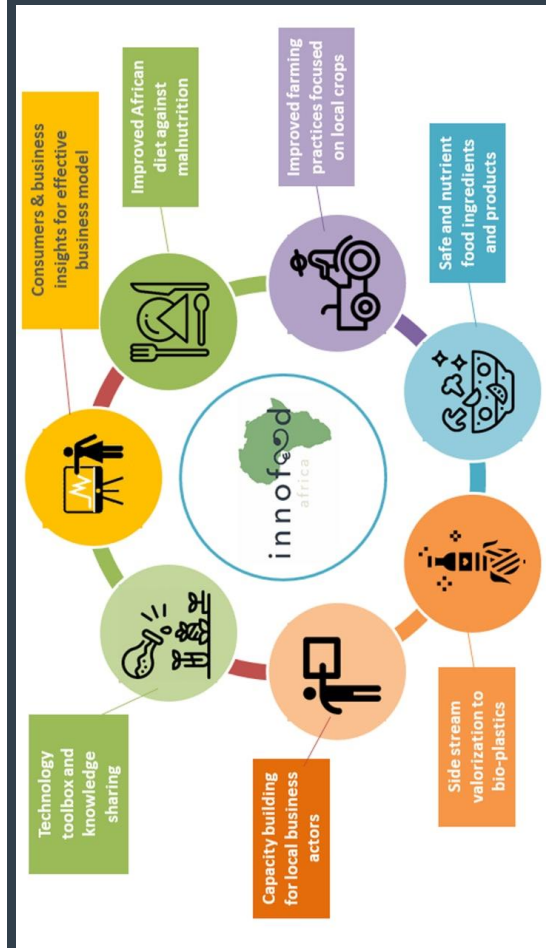 Consumers & business
insights for effective
business model
Improved African
diet against
malnutrition
Improved farming
practices focused
on local crops
Safe and nutrient
food ingredients
and products
Side stream
valorization to
bio-plastics
Capacity building
for local business
actors
Technology
toolbox and
knowledge
sharing
innofood
africa